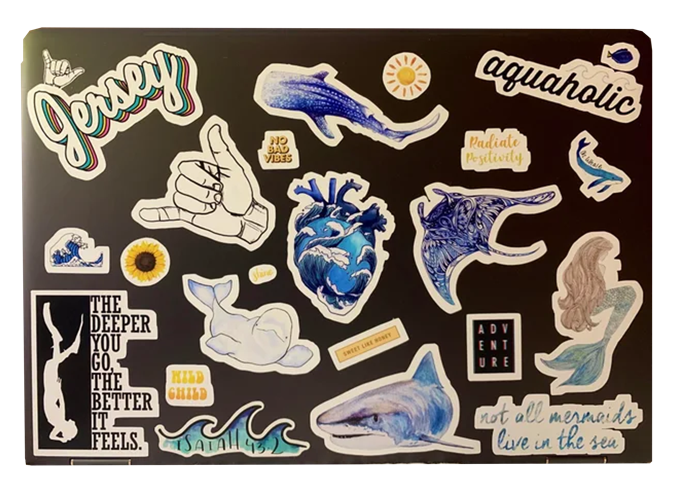 Jersey
aquaholic
NO
BAD
VIBES
Radiate
Positivity
THE
DEEPER
YOU
GO,
THE
BETTER
IT
FEELS.
SWEET LIKE HONEY
ADV
ENT
URE
WILD
CHILD
ISAIAH 43:2
not all mermaids
live in the sea